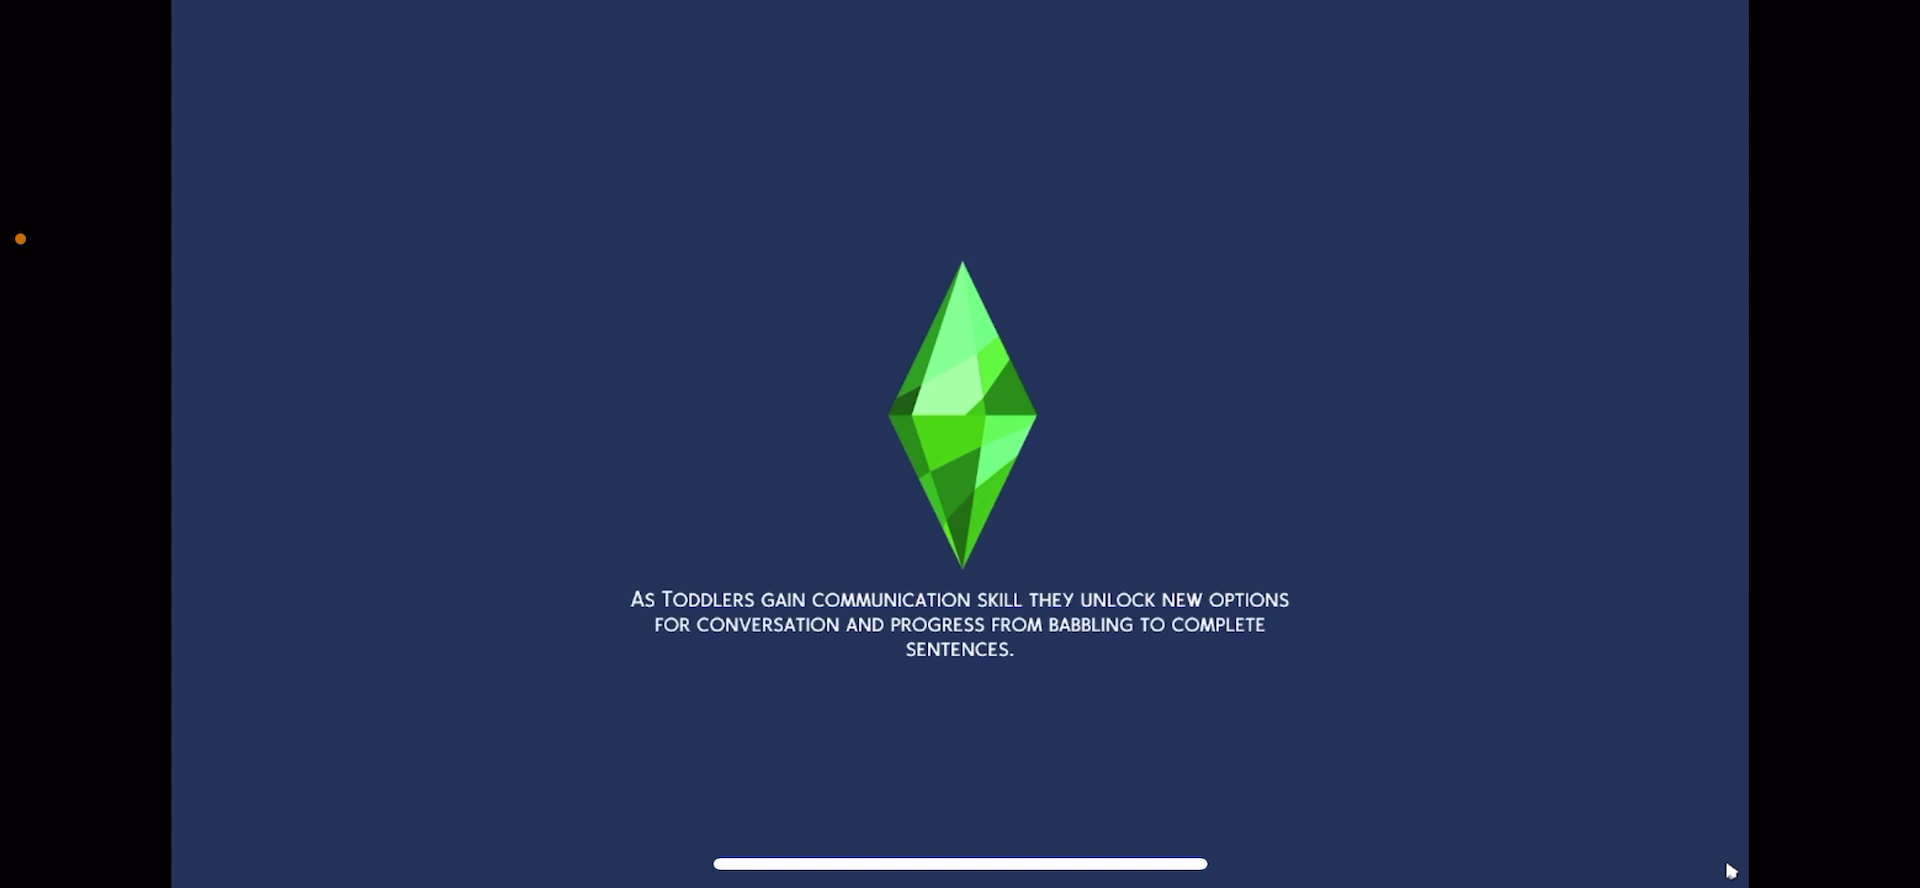 As Toddlers gain communication skill they unlock new options
for conversation and progress from babbling to complete
sentences.